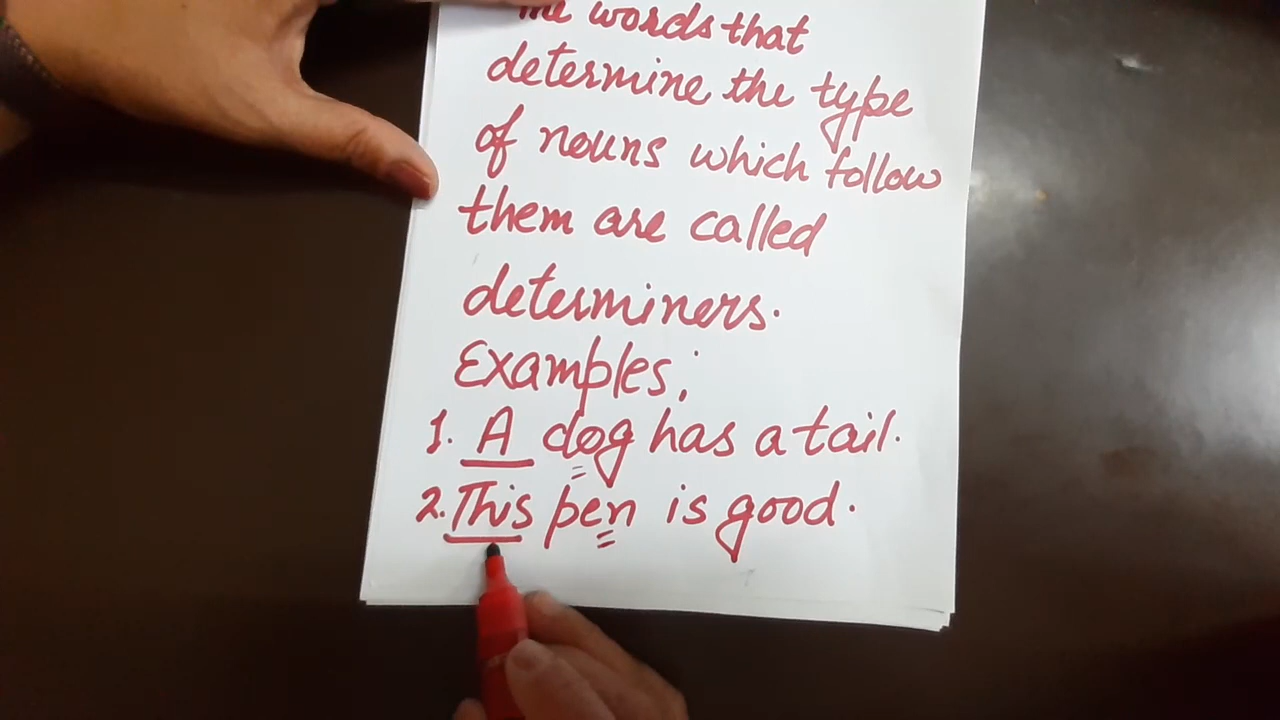 The words that
determine the type
of nouns which follow
them are called
determiners.
Examples;
1. A dog has a tail.
2. This pen is good.